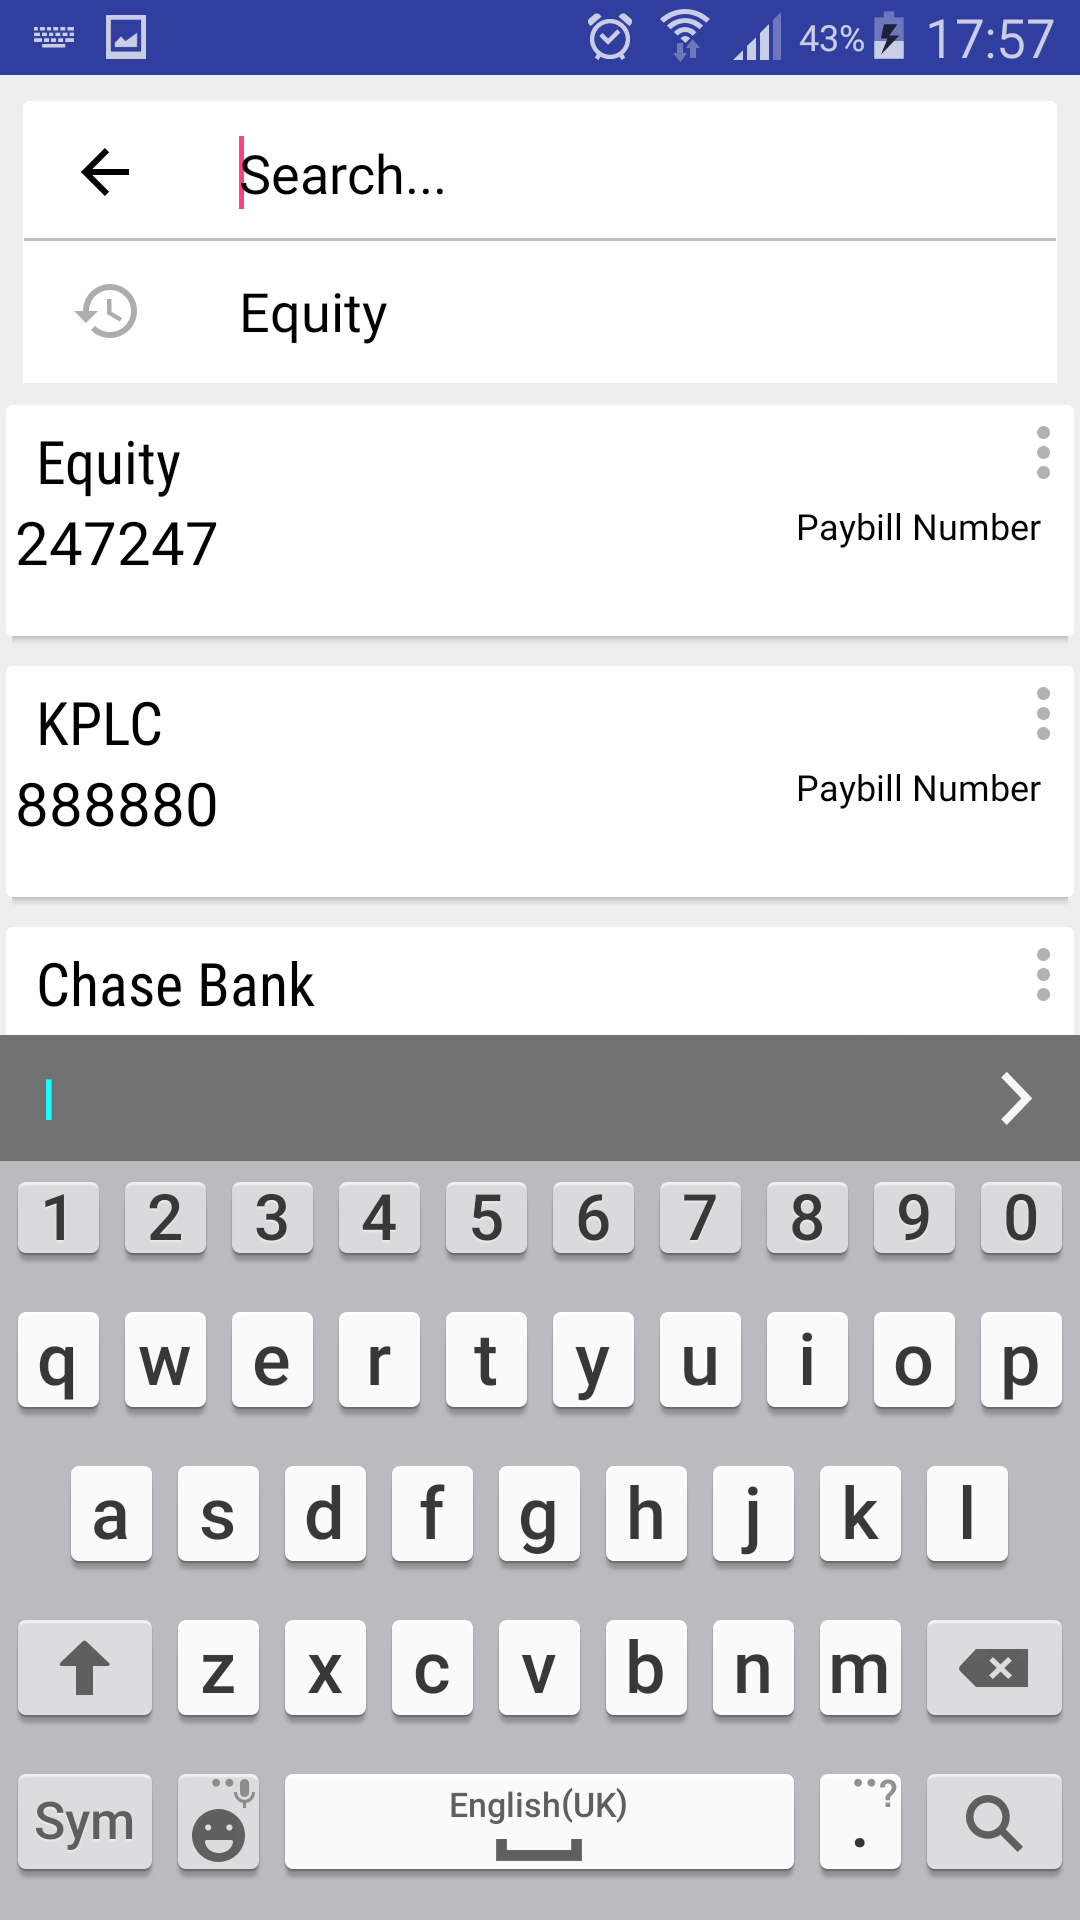 43% 17:57
Search...
Equity
Equity
247247
Paybill Number
KPLC
888880
Paybill Number
Chase Bank
1 2 3 4 5 6 7 8 9 0
q w e r t y u i o p
a s d f g h j k l
z x c v b n m
Sym English(UK) . ?